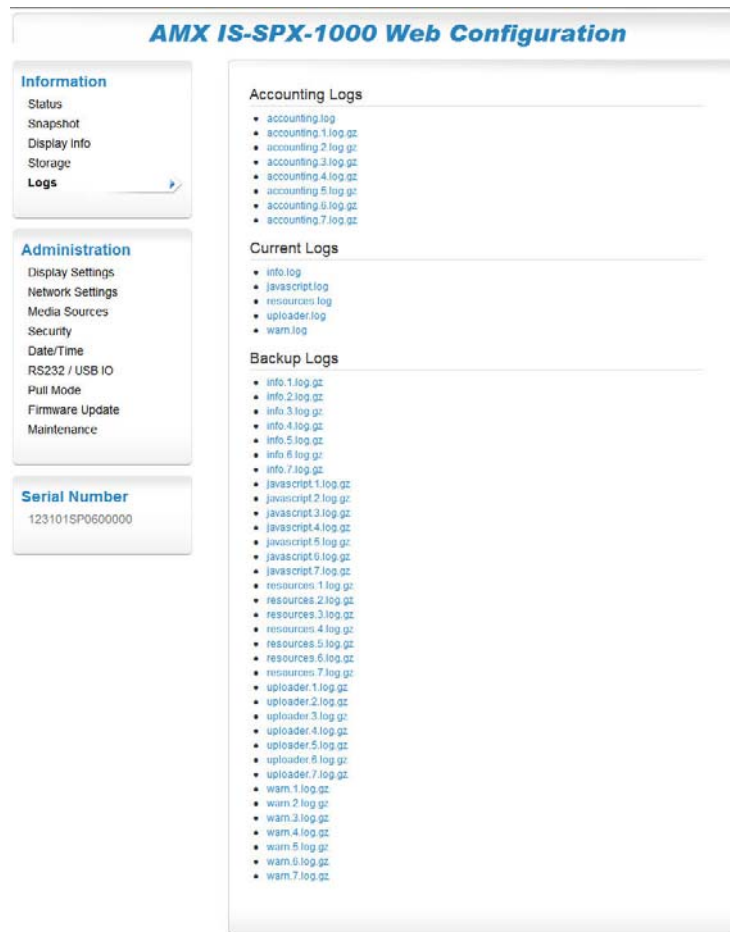 AMX IS-SPX-1000 Web Configuration
Information
Status
Snapshot
Display Info
Storage
Logs
Administration
Display Settings
Network Settings
Media Sources
Security
Date/Time
RS232 / USB IO
Pull Mode
Firmware Update
Maintenance
Serial Number
123101SP0600000
Accounting Logs
accounting.log
accounting.1.log.gz
accounting.2.log.gz
accounting.3.log.gz
accounting.4.log.gz
accounting.5.log.gz
accounting.6.log.gz
accounting.7.log.gz
Current Logs
info.log
javascript.log
resources.log
uploader.log
warn.log
Backup Logs
info.1.log.gz
info.2.log.gz
info.3.log.gz
info.4.log.gz
info.5.log.gz
info.6.log.gz
info.7.log.gz
javascript.1.log.gz
javascript.2.log.gz
javascript.3.log.gz
javascript.4.log.gz
javascript.5.log.gz
javascript.6.log.gz
javascript.7.log.gz
resources.1.log.gz
resources.2.log.gz
resources.3.log.gz
resources.4.log.gz
resources.5.log.gz
resources.6.log.gz
resources.7.log.gz
uploader.1.log.gz
uploader.2.log.gz
uploader.3.log.gz
uploader.4.log.gz
uploader.5.log.gz
uploader.6.log.gz
uploader.7.log.gz
warn.1.log.gz
warn.2.log.gz
warn.3.log.gz
warn.4.log.gz
warn.5.log.gz
warn.6.log.gz
warn.7.log.gz